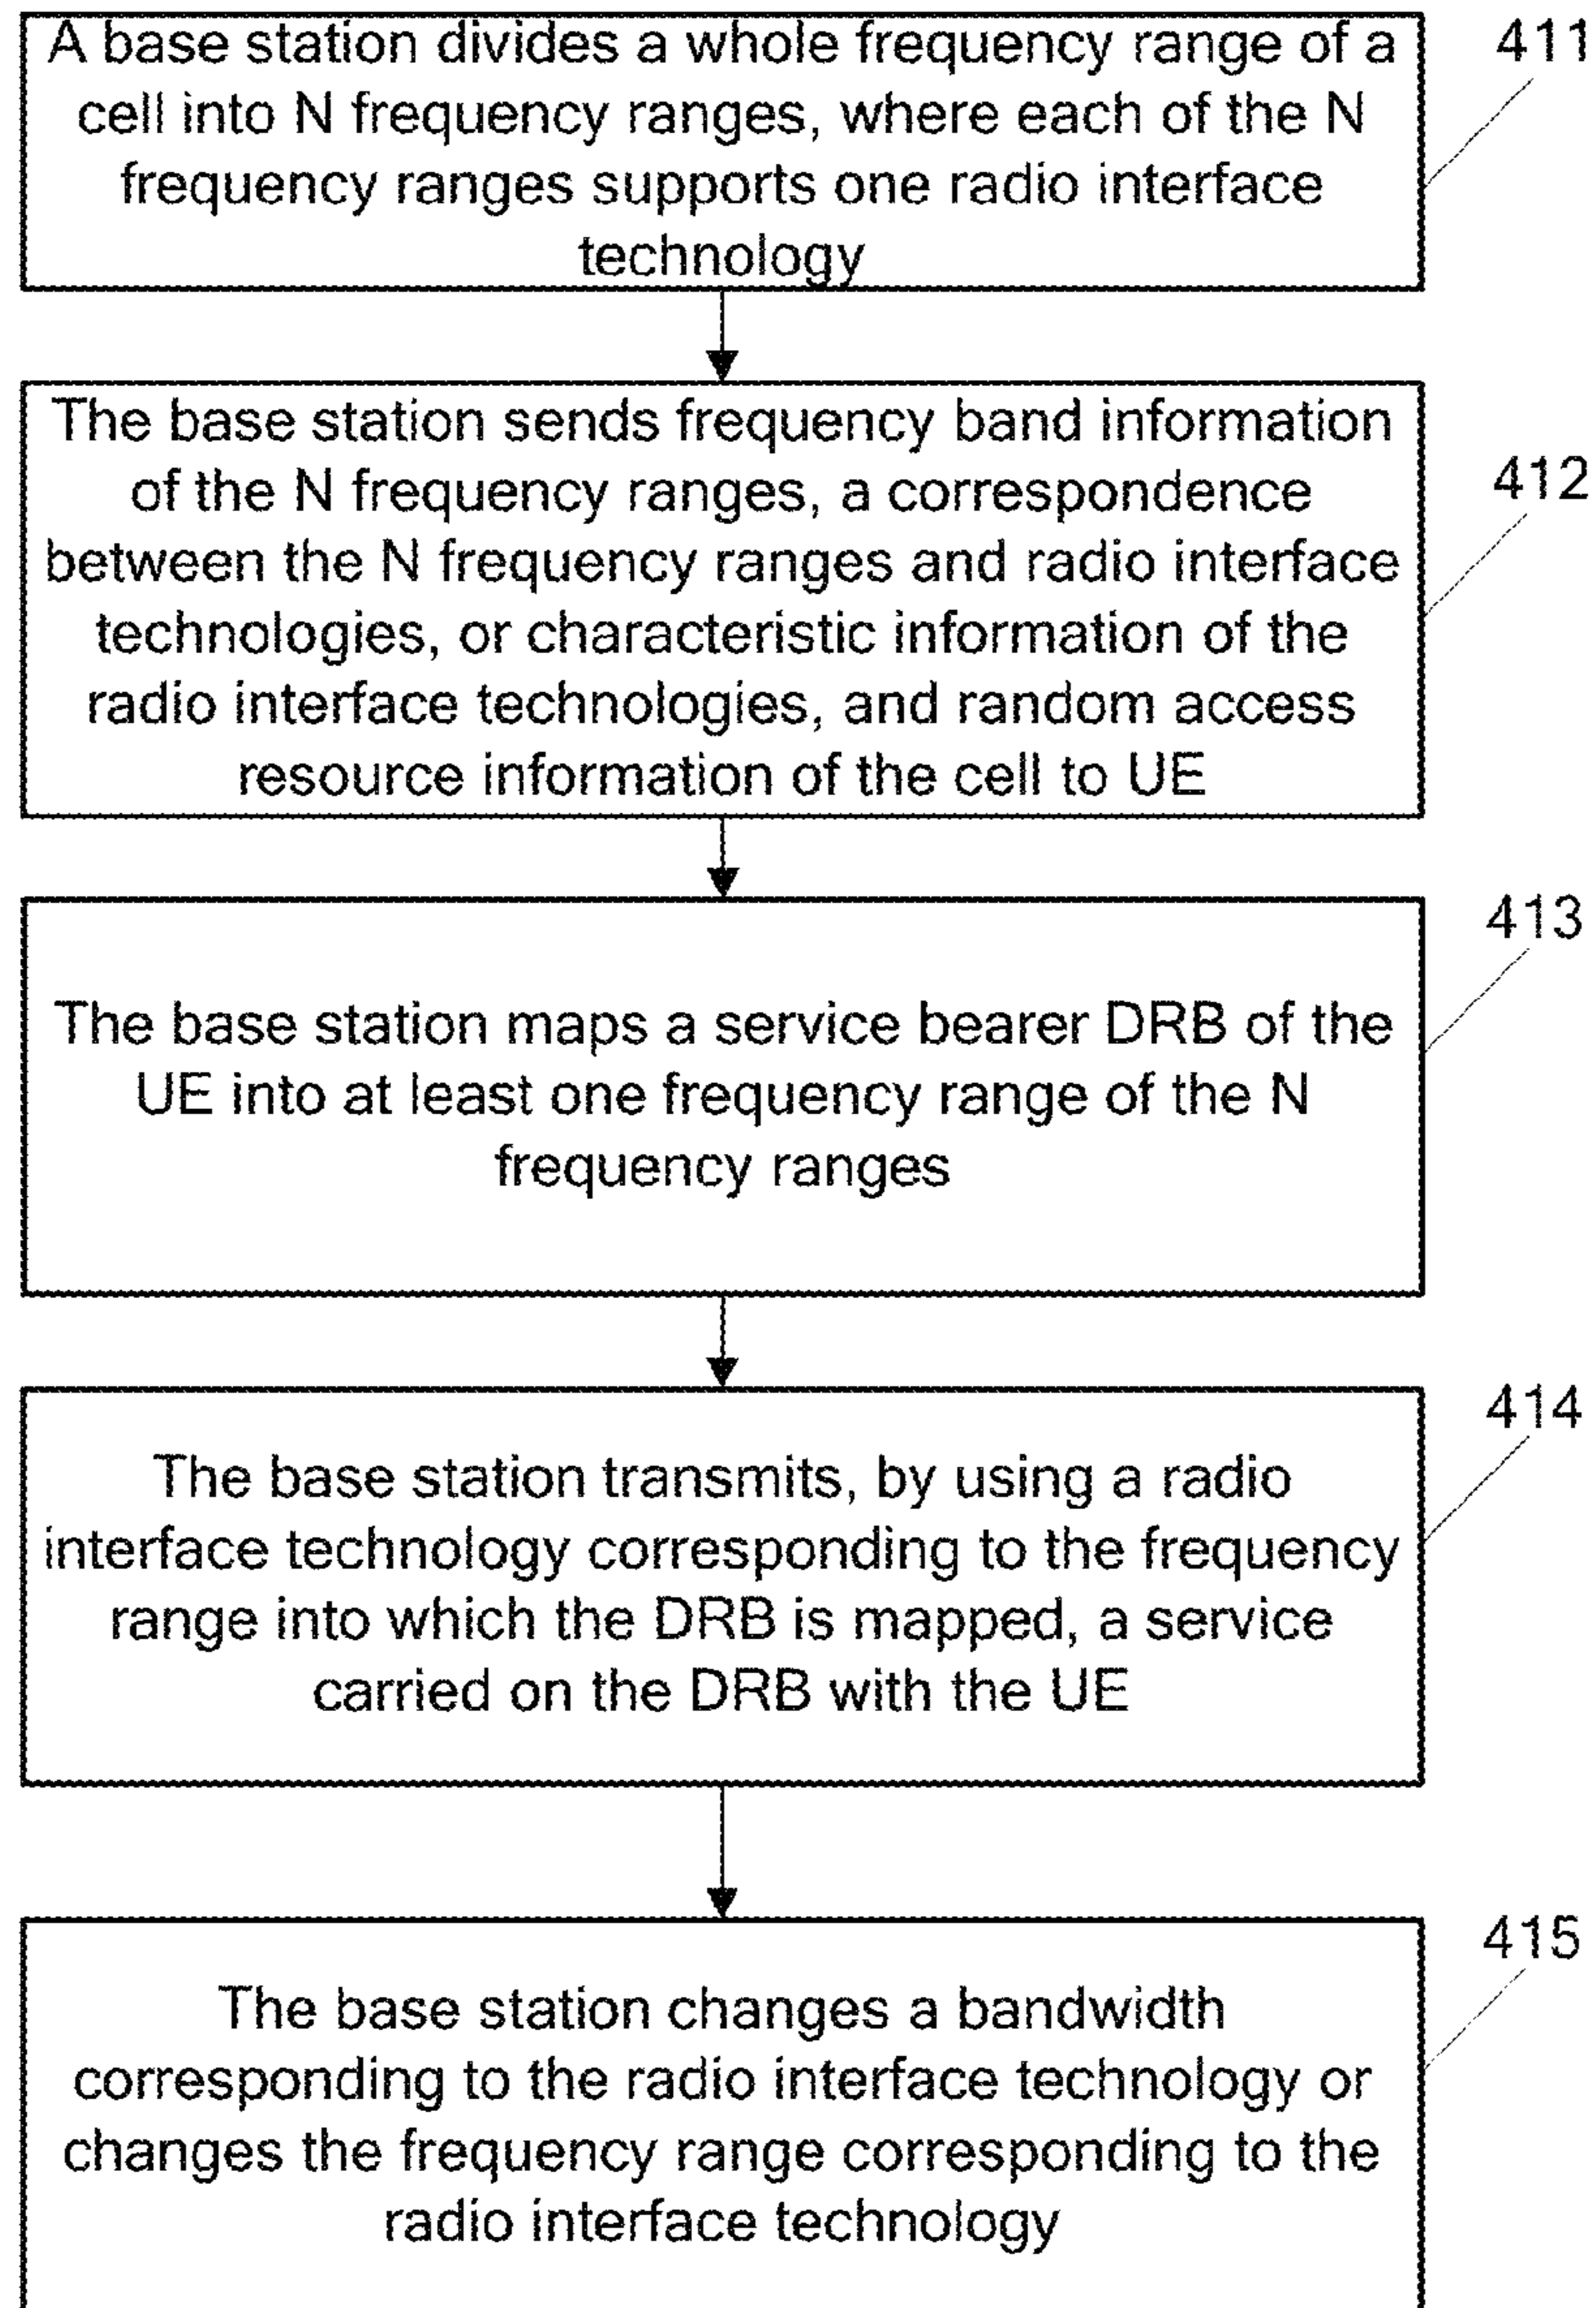 A base station divides a whole frequency range of a
cell into N frequency ranges, where each of the N
frequency ranges supports one radio interface
technology
411
The base station sends frequency band information
of the N frequency ranges, a correspondence
between the N frequency ranges and radio interface
technologies, or characteristic information of the
radio interface technologies, and random access
resource information of the cell to UE
412
The base station maps a service bearer DRB of the
UE into at least one frequency range of the N
frequency ranges
413
The base station transmits, by using a radio
interface technology corresponding to the frequency
range into which the DRB is mapped, a service
carried on the DRB with the UE
414
The base station changes a bandwidth
corresponding to the radio interface technology or
changes the frequency range corresponding to the
radio interface technology
415